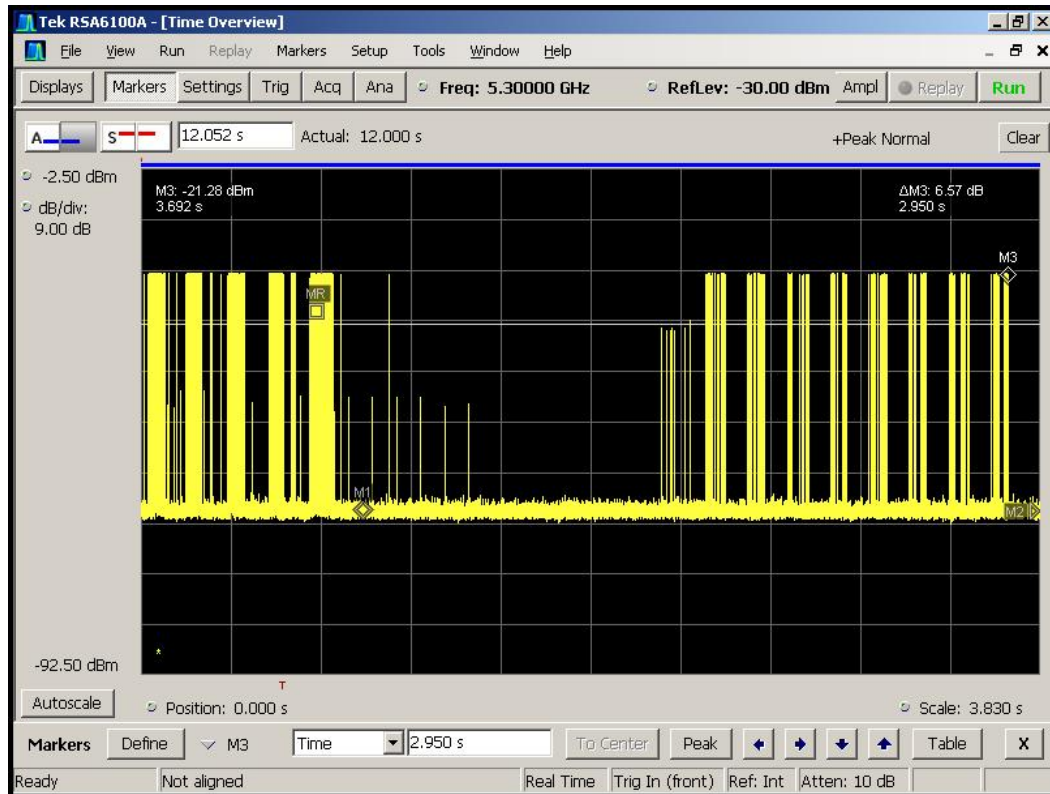 Tek RSA6100A - [Time Overview]
File View Run Replay Markers Setup Tools Window Help
Displays Markers Settings Trig Acq Ana Freq: 5.30000 GHz RefLev: -30.00 dBm Ampl Replay Run
A S 12.052 s Actual: 12.000 s +Peak Normal Clear
-2.50 dBm
dB/div:
9.00 dB
M3: -21.28 dBm
3.692 s
ΔM3: 6.57 dB
2.950 s
M3
MR
M1
M2
-92.50 dBm
T
Autoscale Position: 0.000 s Scale: 3.830 s
Markers Define M3 Time 2.950 s To Center Peak Table X
Ready Not aligned Real Time Trig In (front) Ref: Int Atten: 10 dB